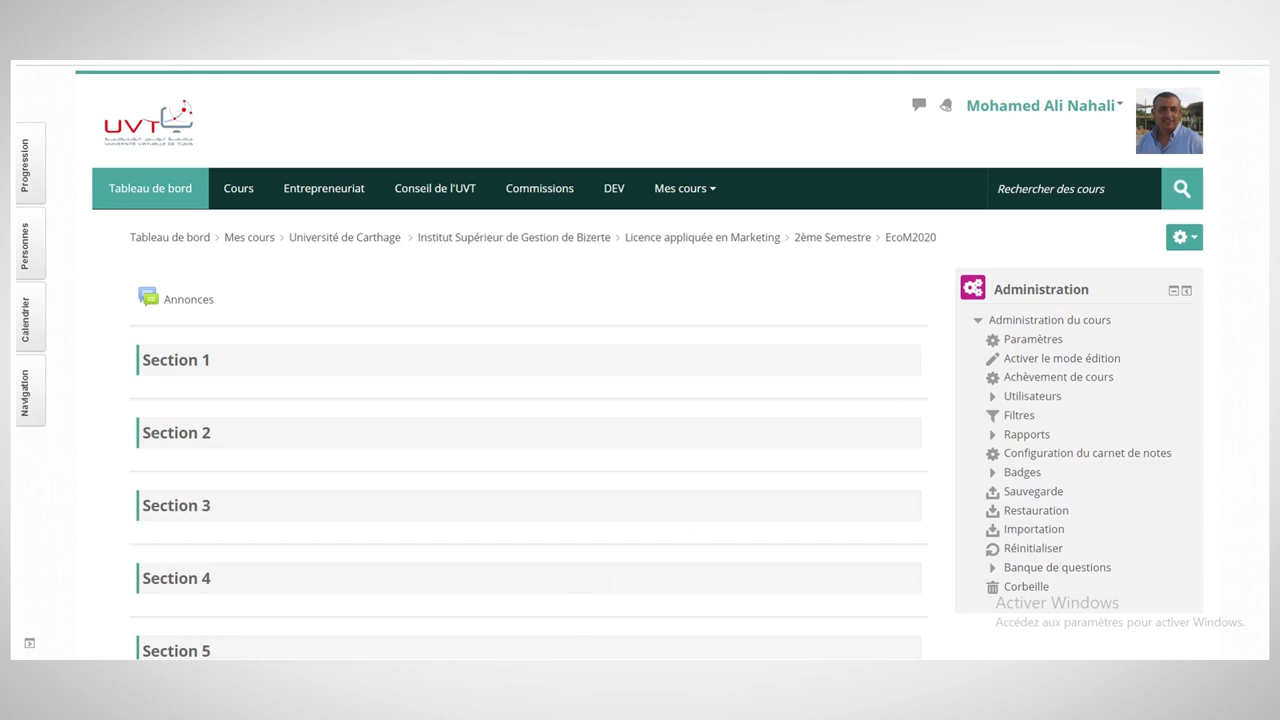 UVT
UNIVERSITÉ VIRTUELLE DE TUNIS
Mohamed Ali Nahali
Progression
Personnes
Calendrier
Navigation
Tableau de bord
Cours
Entrepreneuriat
Conseil de l'UVT
Commissions
DEV
Mes cours
Rechercher des cours
Tableau de bord > Mes cours > Université de Carthage > Institut Supérieur de Gestion de Bizerte > Licence appliquée en Marketing > 2ème Semestre > EcoM2020
Annonces
Section 1
Section 2
Section 3
Section 4
Section 5
Administration
Administration du cours
Paramètres
Activer le mode édition
Achèvement de cours
Utilisateurs
Filtres
Rapports
Configuration du carnet de notes
Badges
Sauvegarde
Restauration
Importation
Réinitialiser
Banque de questions
Corbeille
Activer Windows
Accédez aux paramètres pour activer Windows.